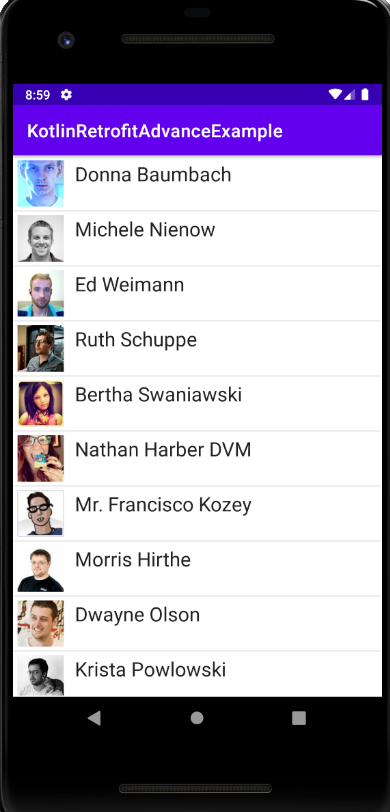 8:59
KotlinRetrofitAdvanceExample
Donna Baumbach
Michele Nienow
Ed Weimann
Ruth Schuppe
Bertha Swaniawski
Nathan Harber DVM
Mr. Francisco Kozey
Morris Hirthe
Dwayne Olson
Krista Powlowski